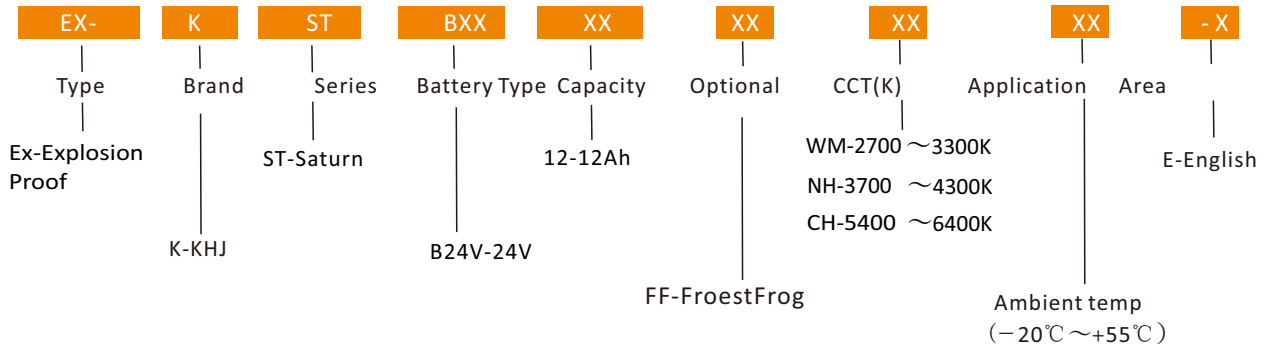 EX- K ST BXX XX XX XX XX - X
Type Brand Series Battery Type Capacity Optional CCT(K) Application Area
Ex-Explosion
Proof
ST-Saturn
12-12Ah
WM-2700 ～3300K
NH-3700 ～4300K
CH-5400 ～6400K
E-English
K-KHJ
B24V-24V
FF-FroestFrog
Ambient temp
(－20℃～+55℃)